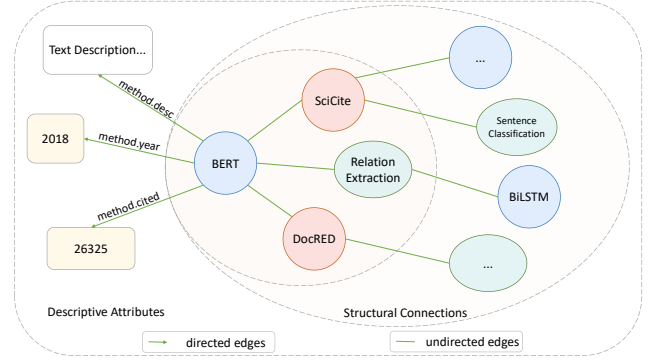 Text Description...
...
method.desc
SciCite
Sentence
Classification
2018
method.year
BERT
Relation
Extraction
BiLSTM
method.cited
26325
DocRED
...
Descriptive Attributes
Structural Connections
directed edges
undirected edges